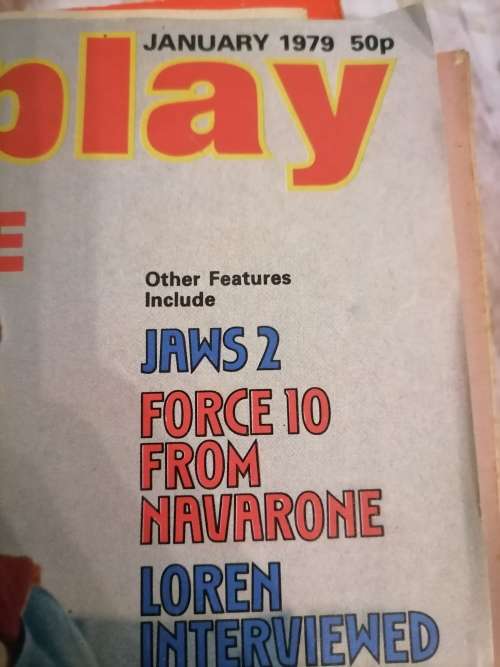 JANUARY 1979 50p
play
E
Other Features
Include
JAWS 2
FORCE 10
FROM
NAVARONE
LOREN
INTERVIEWED